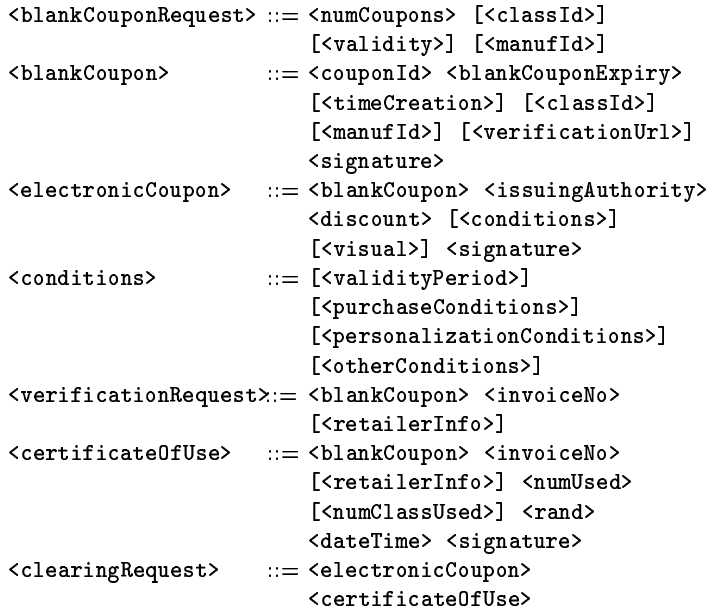 <blankCouponRequest> ::= <numCoupons> [<classId>]
[<validity>] [<manufId>]
<blankCoupon> ::= <couponId> <blankCouponExpiry>
[<timeCreation>] [<classId>]
[<manufId>] [<verificationUrl>]
<signature>
<electronicCoupon> ::= <blankCoupon> <issuingAuthority>
<discount> [<conditions>]
[<visual>] <signature>
<conditions> ::= [<validityPeriod>]
[<purchaseConditions>]
[<personalizationConditions>]
[<otherConditions>]
<verificationRequest>::= <blankCoupon> <invoiceNo>
[<retailerInfo>]
<certificateOfUse> ::= <blankCoupon> <invoiceNo>
[<retailerInfo>] <numUsed>
[<numClassUsed>] <rand>
<dateTime> <signature>
<clearingRequest> ::= <electronicCoupon>
<certificateOfUse>